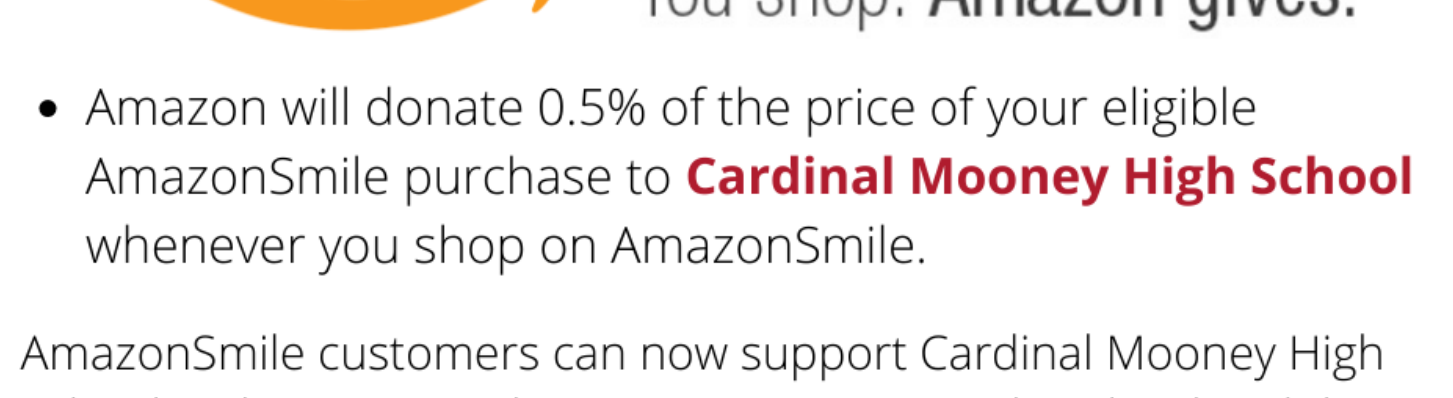 You shop. Amazon gives.
• Amazon will donate 0.5% of the price of your eligible
AmazonSmile purchase to Cardinal Mooney High School
whenever you shop on AmazonSmile.
AmazonSmile customers can now support Cardinal Mooney High